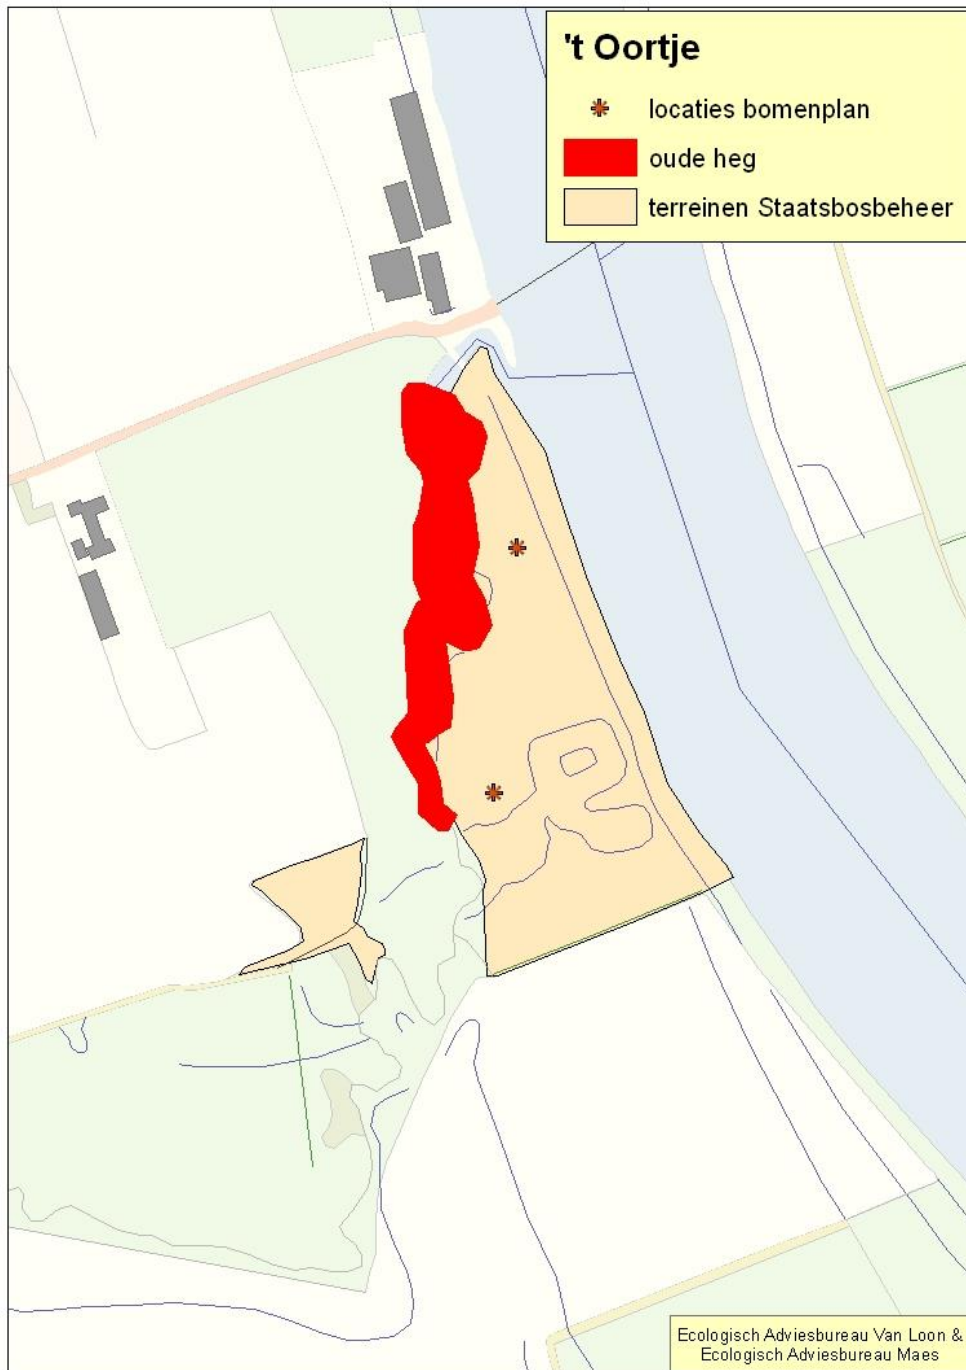 't Oortje
locaties bomenplan
oude heg
terreinen Staatsbosbeheer
Ecologisch Adviesbureau Van Loon &
Ecologisch Adviesbureau Maes